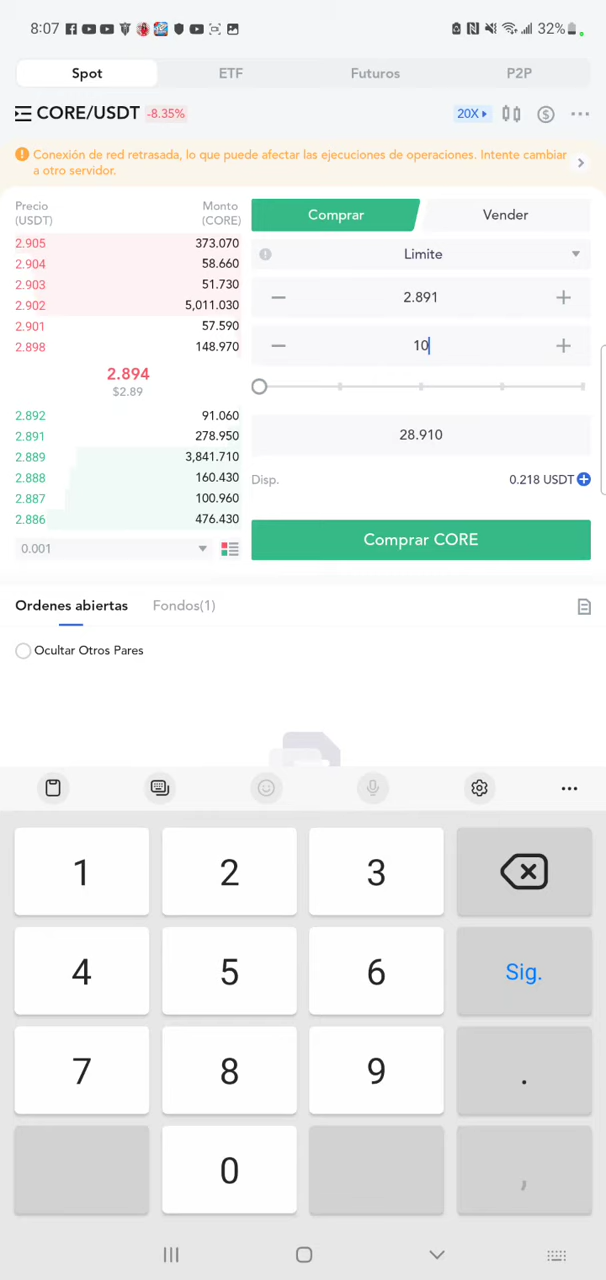 8:07 32%
Spot ETF Futuros P2P
CORE/USDT -8.35% 20X
Conexión de red retrasada, lo que puede afectar las ejecuciones de operaciones. Intente cambiar
a otro servidor.
Precio Monto
(USDT) (CORE)
2.905 373.070
2.904 58.660
2.903 51.730
2.902 5,011.030
2.901 57.590
2.898 148.970
2.894
$2.89
2.892 91.060
2.891 278.950
2.889 3,841.710
2.888 160.430
2.887 100.960
2.886 476.430
0.001
Comprar Vender
Limite
2.891
10
28.910
Disp. 0.218 USDT
Comprar CORE
Ordenes abiertas Fondos(1)
Ocultar Otros Pares
1 2 3
4 5 6 Sig.
7 8 9 .
0 ,